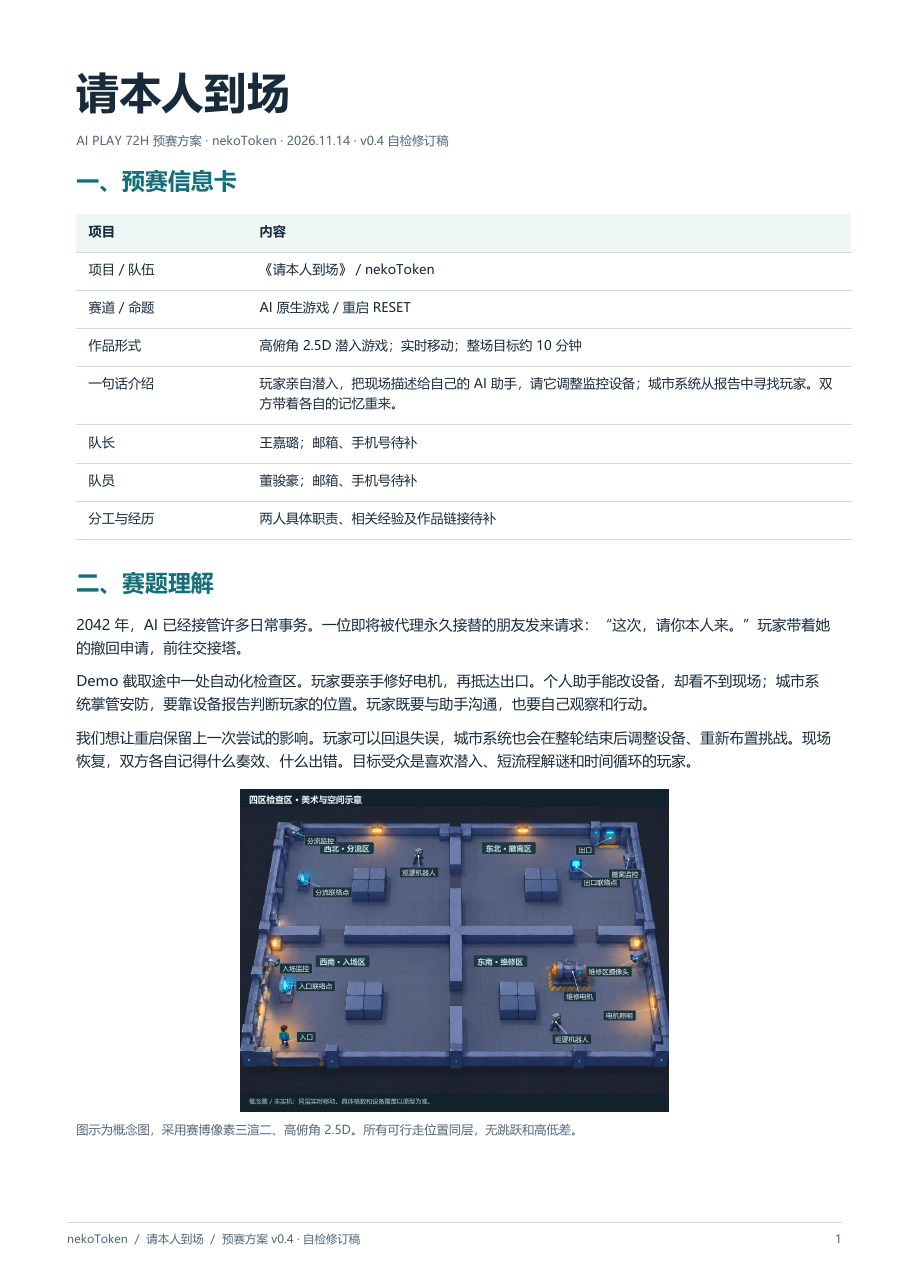 请本人到场
AI PLAY 72H 预赛方案 · nekoToken · 2026.11.14 · v0.4 自检修订稿
一、预赛信息卡
项目 内容
项目 / 队伍 《请本人到场》 / nekoToken
赛道 / 命题 AI 原生游戏 / 重启 RESET
作品形式 高俯角 2.5D 潜入游戏；实时移动；整场目标约 10 分钟
一句话介绍 玩家亲自潜入，把现场描述给自己的 AI 助手，请它调整监控设备；城市系统从报告中寻找玩家。双
方带着各自的记忆重来。
队长 王嘉璐；邮箱、手机号待补
队员 董骏豪；邮箱、手机号待补
分工与经历 两人具体职责、相关经验及作品链接待补
二、赛题理解
2042 年，AI 已经接管许多日常事务。一位即将被代理永久接替的朋友发来请求：“这次，请你本人来。”玩家带着她
的撤回申请，前往交接塔。
Demo 截取途中一处自动化检查区。玩家要亲手修好电机，再抵达出口。个人助手能改设备，却看不到现场；城市系
统掌管安防，要靠设备报告判断玩家的位置。玩家既要与助手沟通，也要自己观察和行动。
我们想让重启保留上一次尝试的影响。玩家可以回退失误，城市系统也会在整轮结束后调整设备、重新布置挑战。现场
恢复，双方各自记得什么奏效、什么出错。目标受众是喜欢潜入、短流程解谜和时间循环的玩家。
四区检查区 · 美术与空间示意
分流监控
西北 · 分流区
东北 · 撤离区
出口
巡逻机器人
撤离监控
出口联络点
分流联络点
西南 · 入场区
东南 · 维修区
入场监控
维修区摄像头
入口联络点
维修电机
电机照明
入口
巡逻机器人
概念图 / 非实机；同层实时移动，具体格数和设备覆盖以原型为准。
图示为概念图，采用赛博像素三渲二、高俯角 2.5D。所有可行走位置同层，无跳跃和高低差。
nekoToken / 请本人到场 / 预赛方案 v0.4 · 自检修订稿 1